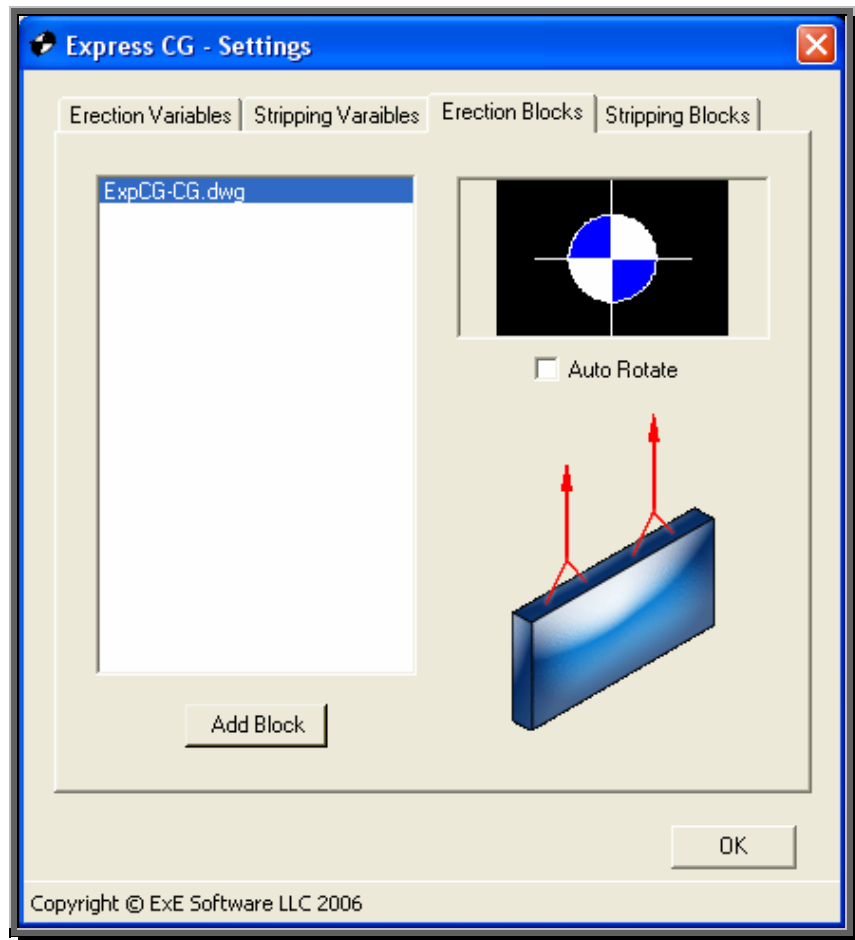 Express CG - Settings
Erection Variables
Stripping Varaibles
Erection Blocks
Stripping Blocks
ExpCG-CG.dwg
Auto Rotate
Add Block
OK
Copyright © ExE Software LLC 2006